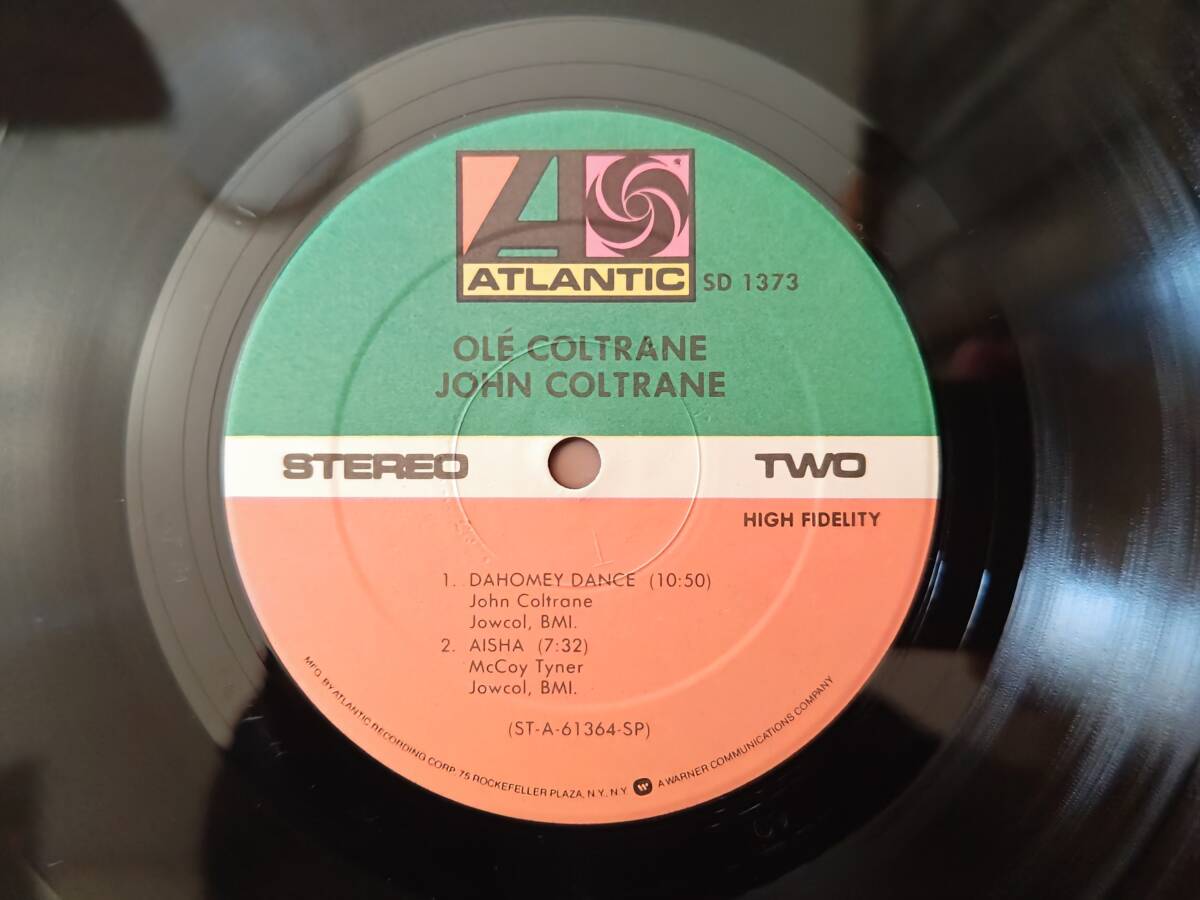 ATLANTIC
SD 1373
OLÉ COLTRANE
JOHN COLTRANE
STEREO
TWO
HIGH FIDELITY
1. DAHOMEY DANCE (10:50)
John Coltrane
Jowcol, BMI.
2. AISHA (7:32)
McCoy Tyner
Jowcol, BMI.
(ST-A-61364-SP)
MFG. BY ATLANTIC RECORDING CORP. 75 ROCKEFELLER PLAZA, N.Y. N.Y. A WARNER COMMUNICATIONS COMPANY